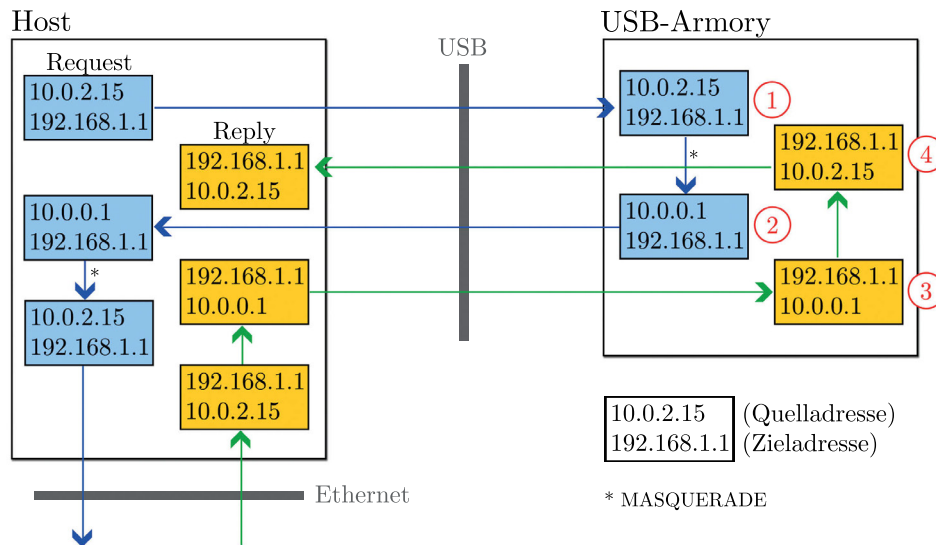 Host
Request
10.0.2.15
192.168.1.1
Reply
192.168.1.1
10.0.2.15
10.0.0.1
192.168.1.1
*
192.168.1.1
10.0.0.1
10.0.2.15
192.168.1.1
192.168.1.1
10.0.2.15
Ethernet
USB
USB-Armory
10.0.2.15
192.168.1.1
1
*
192.168.1.1
10.0.2.15
4
10.0.0.1
192.168.1.1
2
192.168.1.1
10.0.0.1
3
10.0.2.15 (Quelladresse)
192.168.1.1 (Zieladresse)
* MASQUERADE